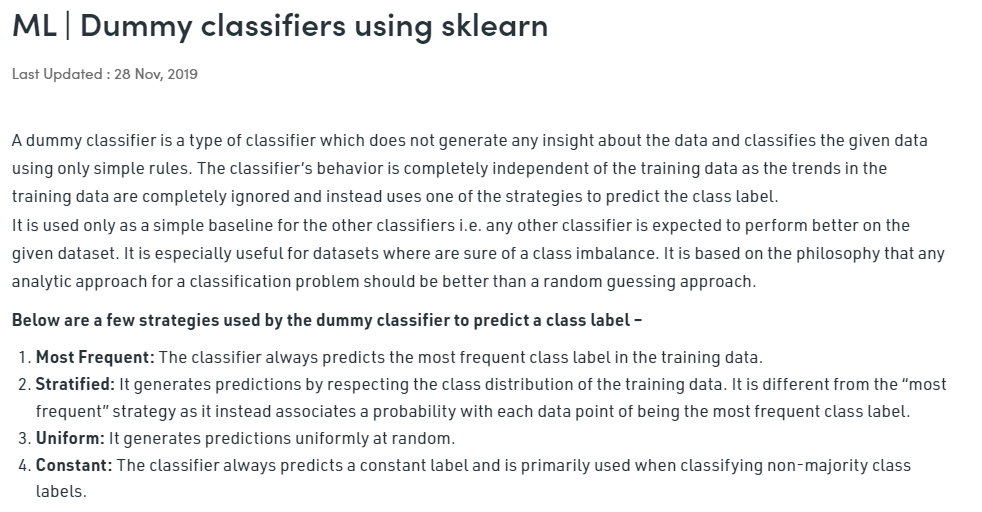 ML | Dummy classifiers using sklearn
Last Updated : 28 Nov, 2019
A dummy classifier is a type of classifier which does not generate any insight about the data and classifies the given data
using only simple rules. The classifier's behavior is completely independent of the training data as the trends in the
training data are completely ignored and instead uses one of the strategies to predict the class label.
It is used only as a simple baseline for the other classifiers i.e. any other classifier is expected to perform better on the
given dataset. It is especially useful for datasets where are sure of a class imbalance. It is based on the philosophy that any
analytic approach for a classification problem should be better than a random guessing approach.
Below are a few strategies used by the dummy classifier to predict a class label –
1. Most Frequent: The classifier always predicts the most frequent class label in the training data.
2. Stratified: It generates predictions by respecting the class distribution of the training data. It is different from the “most
frequent” strategy as it instead associates a probability with each data point of being the most frequent class label.
3. Uniform: It generates predictions uniformly at random.
4. Constant: The classifier always predicts a constant label and is primarily used when classifying non-majority class
labels.